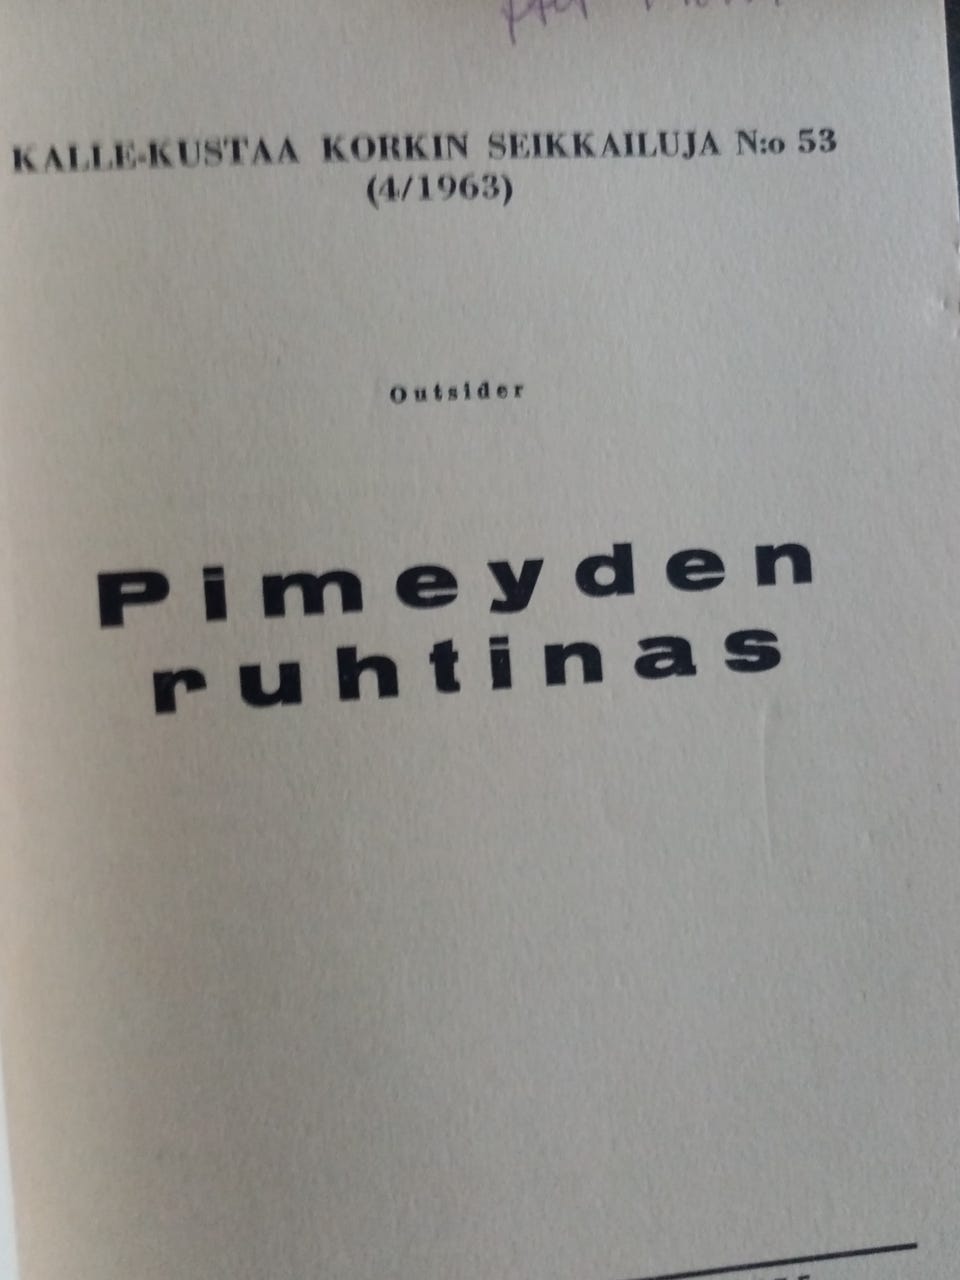 KALLE-KUSTAA KORKIN SEIKKAILUJA N:o 53
(4/1963)
Outsider
Pimeyden
ruhtinas